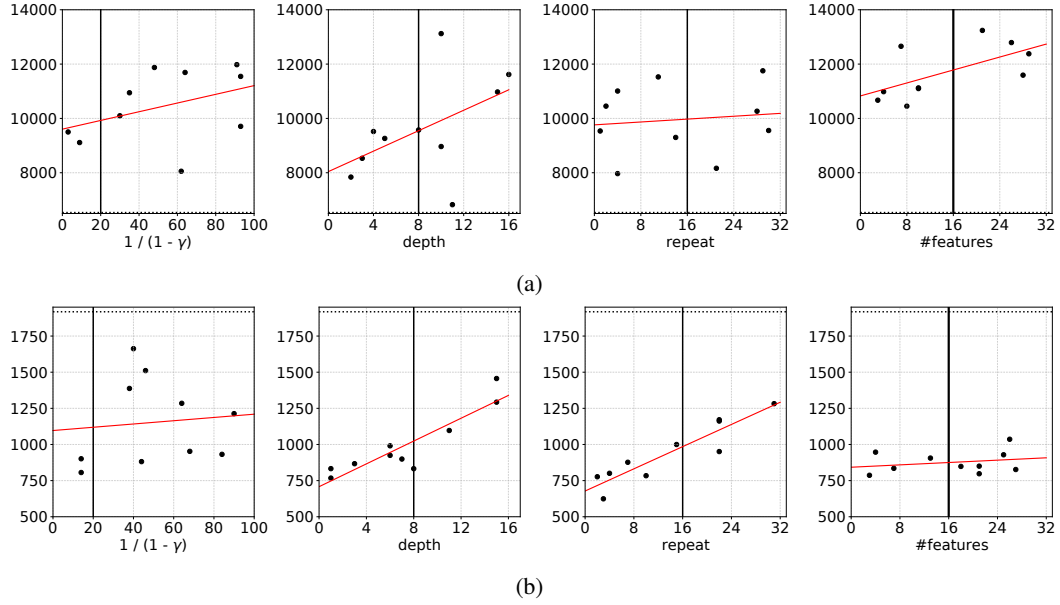 14000 14000 14000 14000
12000 12000 12000 12000
10000 10000 10000 10000
8000 8000 8000 8000
0 20 40 60 80 100 0 4 8 12 16 0 8 16 24 32 0 8 16 24 32
1 / (1 - γ) depth repeat #features
(a)
1750 1750 1750 1750
1500 1500 1500 1500
1250 1250 1250 1250
1000 1000 1000 1000
750 750 750 750
500 500 500 500
0 20 40 60 80 100 0 4 8 12 16 0 8 16 24 32 0 8 16 24 32
1 / (1 - γ) depth repeat #features
(b)